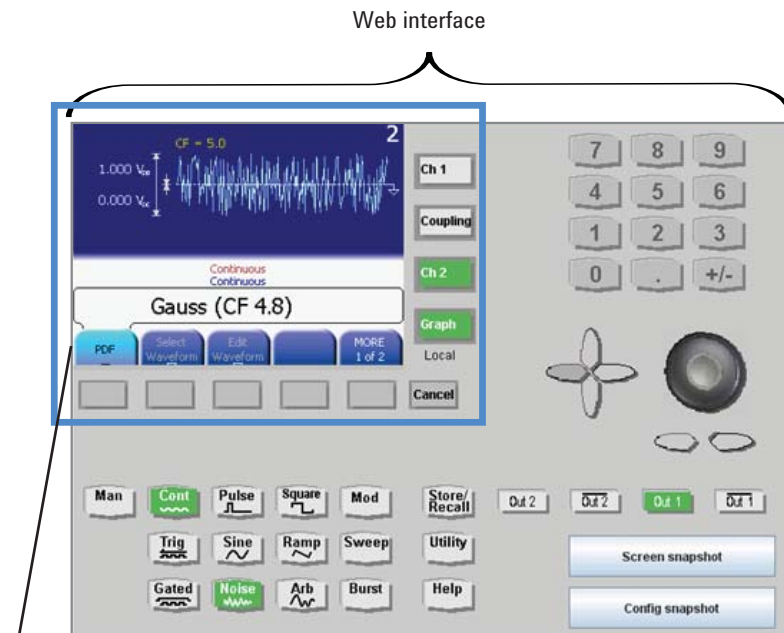 Web interface
CF = 5.0
2
1.000 Vpp
0.000 Vdc
Ch 1
Coupling
Continuous
Continuous
Ch 2
Gauss (CF 4.8)
Graph
PDF
Select Waveform
Edit Waveform
MORE 1 of 2
Local
Cancel
7 8 9
4 5 6
1 2 3
0 . +/-
Man Cont Pulse Square Mod Store/Recall Out 2 Out 2 Out 1 Out 1
Trig Sine Ramp Sweep Utility
Screen snapshot
Gated Noise Arb Burst Help
Config snapshot